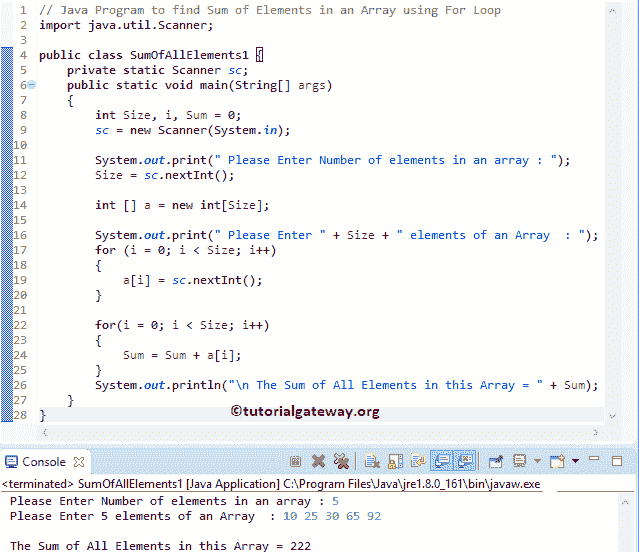 1 // Java Program to find Sum of Elements in an Array using For Loop
2 import java.util.Scanner;
3
4 public class SumOfAllElements1 {
5 private static Scanner sc;
6 public static void main(String[] args)
7 {
8 int Size, i, Sum = 0;
9 sc = new Scanner(System.in);
10
11 System.out.print(" Please Enter Number of elements in an array : ");
12 Size = sc.nextInt();
13
14 int [] a = new int[Size];
15
16 System.out.print(" Please Enter " + Size + " elements of an Array  : ");
17 for (i = 0; i < Size; i++)
18 {
19 a[i] = sc.nextInt();
20 }
21
22 for(i = 0; i < Size; i++)
23 {
24 Sum = Sum + a[i];
25 }
26 System.out.println("\n The Sum of All Elements in this Array = " + Sum);
27 }
28 }
©tutorialgateway.org
Console
<terminated> SumOfAllElements1 [Java Application] C:\Program Files\Java\jre1.8.0_161\bin\javaw.exe
Please Enter Number of elements in an array : 5
Please Enter 5 elements of an Array  : 10 25 30 65 92
The Sum of All Elements in this Array = 222